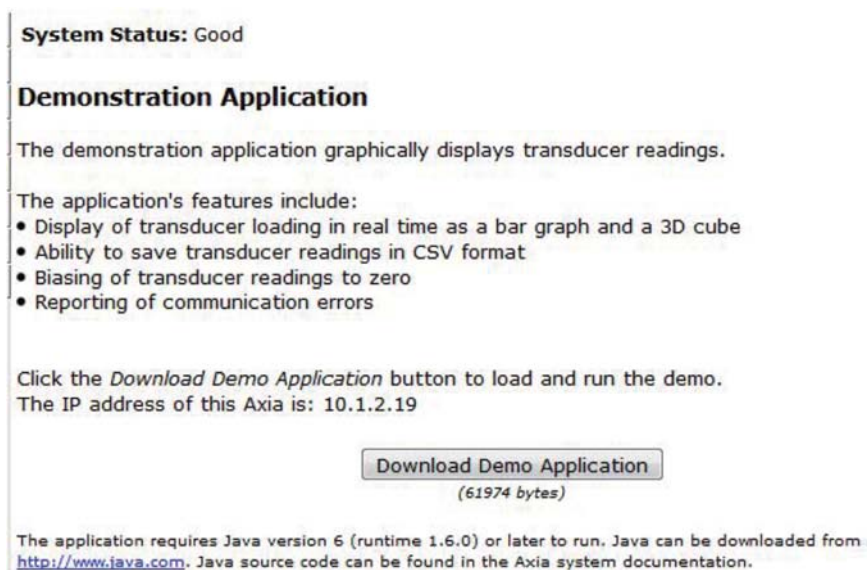 System Status: Good
Demonstration Application
The demonstration application graphically displays transducer readings.
The application's features include:
• Display of transducer loading in real time as a bar graph and a 3D cube
• Ability to save transducer readings in CSV format
• Biasing of transducer readings to zero
• Reporting of communication errors
Click the Download Demo Application button to load and run the demo.
The IP address of this Axia is: 10.1.2.19
Download Demo Application
(61974 bytes)
The application requires Java version 6 (runtime 1.6.0) or later to run. Java can be downloaded from
http://www.java.com. Java source code can be found in the Axia system documentation.